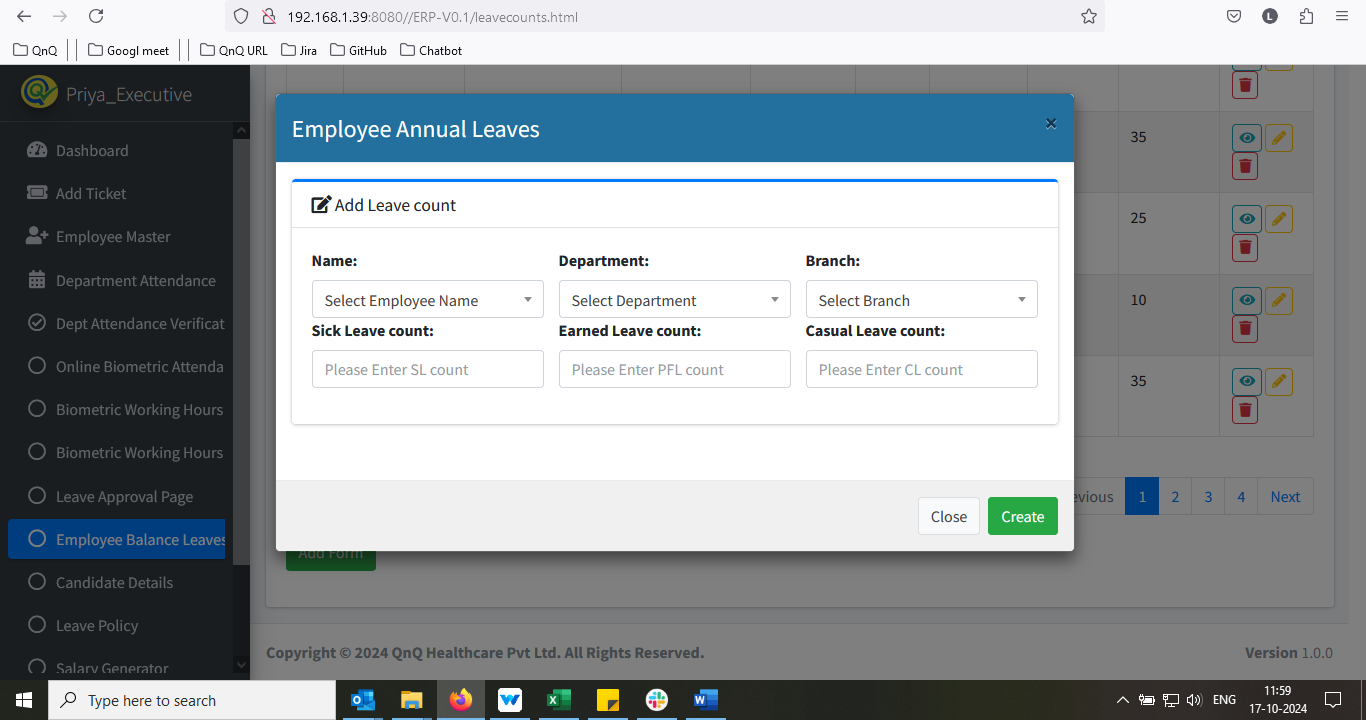 192.168.1.39:8080//ERP-V0.1/leavecounts.html
L
QnQ Googl meet QnQ URL Jira GitHub Chatbot
Priya_Executive
Dashboard
Add Ticket
Employee Master
Department Attendance
Dept Attendance Verificat
Online Biometric Attenda
Biometric Working Hours
Biometric Working Hours
Leave Approval Page
Employee Balance Leaves
Candidate Details
Leave Policy
Salary Generator
Employee Annual Leaves ×
Add Leave count
Name: Department: Branch:
Select Employee Name Select Department Select Branch
Sick Leave count: Earned Leave count: Casual Leave count:
Please Enter SL count Please Enter PFL count Please Enter CL count
Close Create
35
25
10
35
evious 1 2 3 4 Next
Add Form
Copyright © 2024 QnQ Healthcare Pvt Ltd. All Rights Reserved. Version 1.0.0
Type here to search
ENG 11:59
17-10-2024